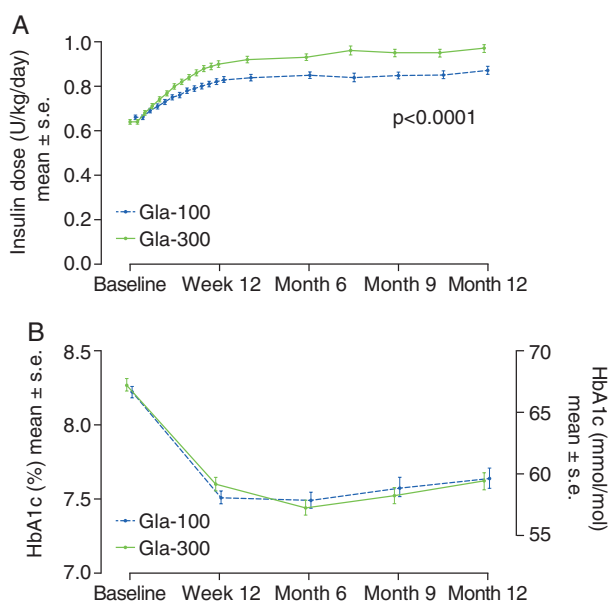 A
Insulin dose (U/kg/day)
mean ± s.e.
1.0
0.8
0.6
0.4
0.2
0.0
p<0.0001
Gla-100
Gla-300
Baseline Week 12 Month 6 Month 9 Month 12
B
HbA1c (%) mean ± s.e.
8.5
8.0
7.5
7.0
70
65
60
55
HbA1c (mmol/mol)
mean ± s.e.
Gla-100
Gla-300
Baseline Week 12 Month 6 Month 9 Month 12